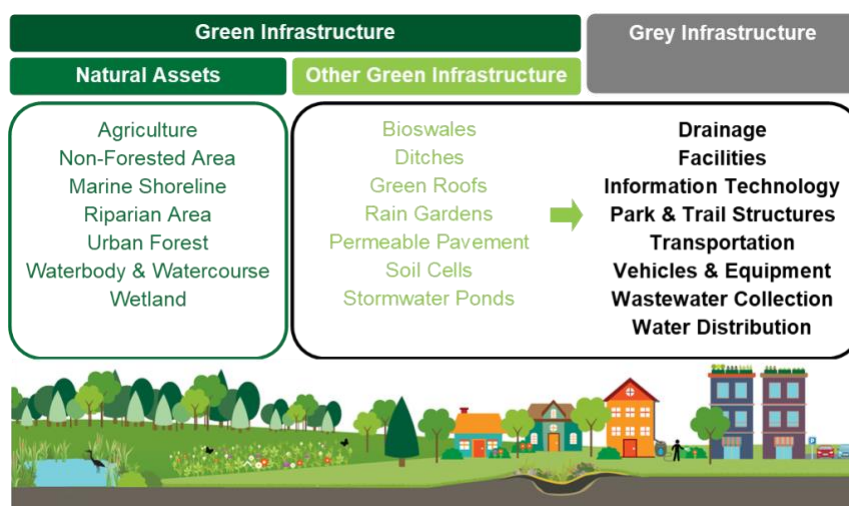 Green Infrastructure
Grey Infrastructure
Natural Assets
Other Green Infrastructure
Agriculture
Non-Forested Area
Marine Shoreline
Riparian Area
Urban Forest
Waterbody & Watercourse
Wetland
Bioswales
Ditches
Green Roofs
Rain Gardens
Permeable Pavement
Soil Cells
Stormwater Ponds
Drainage
Facilities
Information Technology
Park & Trail Structures
Transportation
Vehicles & Equipment
Wastewater Collection
Water Distribution
P